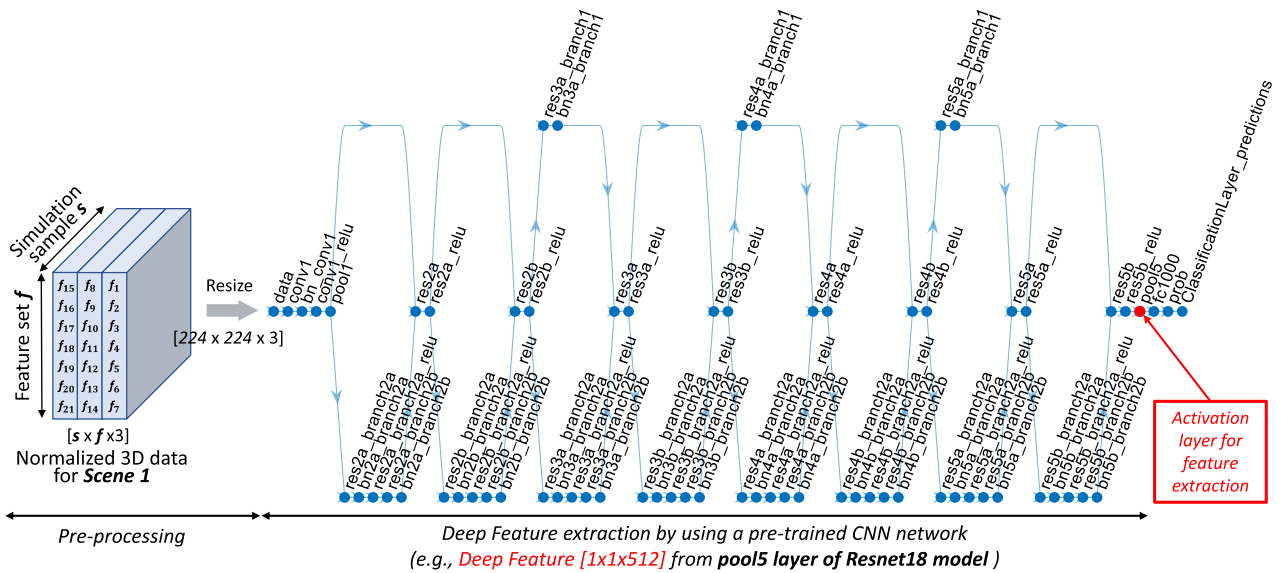 Simulation
sample s
Feature set f
f15 f8 f1
f16 f9 f2
f17 f10 f3
f18 f11 f4
f19 f12 f5
f20 f13 f6
f21 f14 f7
[s x f x3]
Normalized 3D data
for Scene 1
Resize
[224 x 224 x 3]
data
conv1
bn_conv1
conv1_relu
pool1
res2a_branch2a
bn2a_branch2a
res2a_branch2a_relu
res2a_branch2b
bn2a_branch2b
res2a
res2a_relu
res2b_branch2a
bn2b_branch2a
res2b_branch2a_relu
res2b_branch2b
bn2b_branch2b
res2b
res2b_relu
res3a_branch1
bn3a_branch1
res3a_branch2a
bn3a_branch2a
res3a_branch2a_relu
res3a_branch2b
bn3a_branch2b
res3a
res3a_relu
res3b_branch2a
bn3b_branch2a
res3b_branch2a_relu
res3b_branch2b
bn3b_branch2b
res3b
res3b_relu
res4a_branch1
bn4a_branch1
res4a_branch2a
bn4a_branch2a
res4a_branch2a_relu
res4a_branch2b
bn4a_branch2b
res4a
res4a_relu
res4b_branch2a
bn4b_branch2a
res4b_branch2a_relu
res4b_branch2b
bn4b_branch2b
res4b
res4b_relu
res5a_branch1
bn5a_branch1
res5a_branch2a
bn5a_branch2a
res5a_branch2a_relu
res5a_branch2b
bn5a_branch2b
res5a
res5a_relu
res5b_branch2a
bn5b_branch2a
res5b_branch2a_relu
res5b_branch2b
bn5b_branch2b
res5b
res5b_relu
pool5
fc1000
prob
ClassificationLayer_predictions
Activation
layer for
feature
extraction
Pre-processing
Deep Feature extraction by using a pre-trained CNN network
(e.g., Deep Feature [1x1x512] from pool5 layer of Resnet18 model )